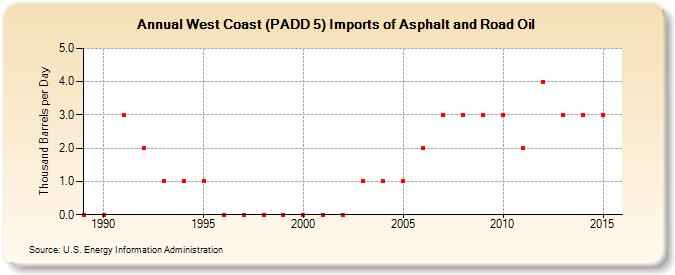 Annual West Coast (PADD 5) Imports of Asphalt and Road Oil
Thousand Barrels per Day
5.0
4.0
3.0
2.0
1.0
0.0
1990 1995 2000 2005 2010 2015
Source: U.S. Energy Information Administration